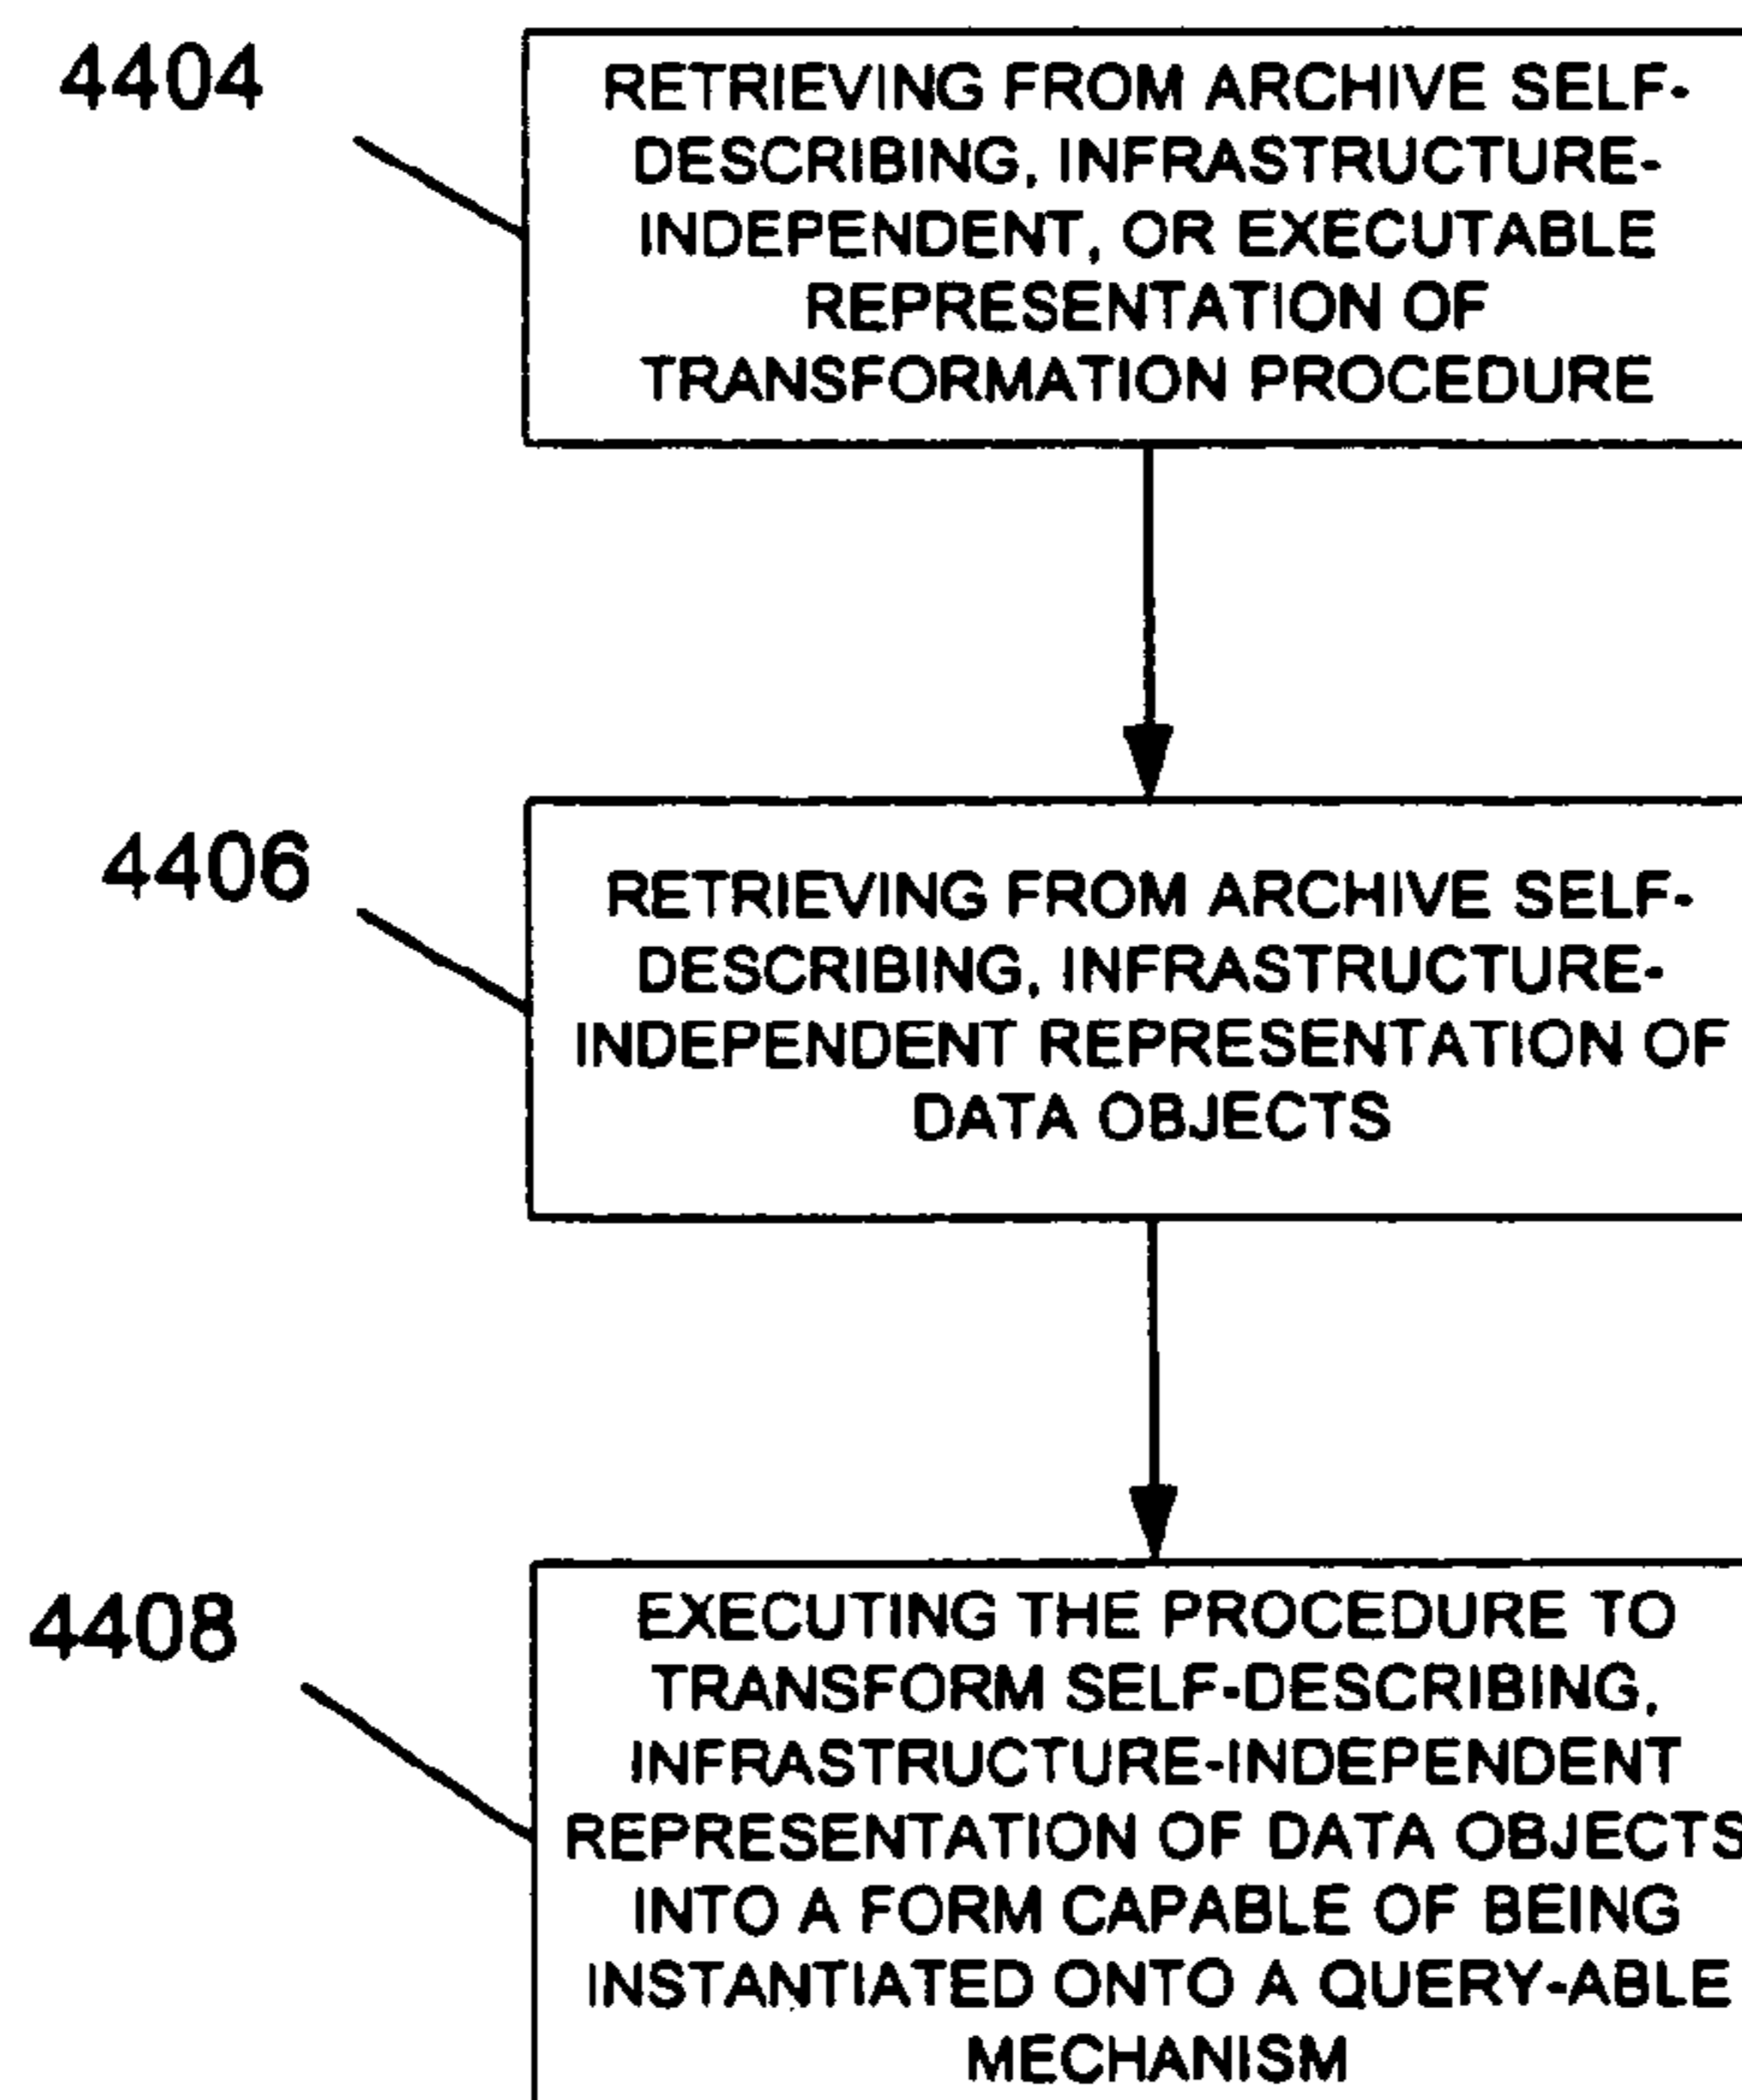 4404
RETRIEVING FROM ARCHIVE SELF-
DESCRIBING, INFRASTRUCTURE-
INDEPENDENT, OR EXECUTABLE
REPRESENTATION OF
TRANSFORMATION PROCEDURE
4406
RETRIEVING FROM ARCHIVE SELF-
DESCRIBING, INFRASTRUCTURE-
INDEPENDENT REPRESENTATION OF
DATA OBJECTS
4408
EXECUTING THE PROCEDURE TO
TRANSFORM SELF-DESCRIBING,
INFRASTRUCTURE-INDEPENDENT
REPRESENTATION OF DATA OBJECTS
INTO A FORM CAPABLE OF BEING
INSTANTIATED ONTO A QUERY-ABLE
MECHANISM